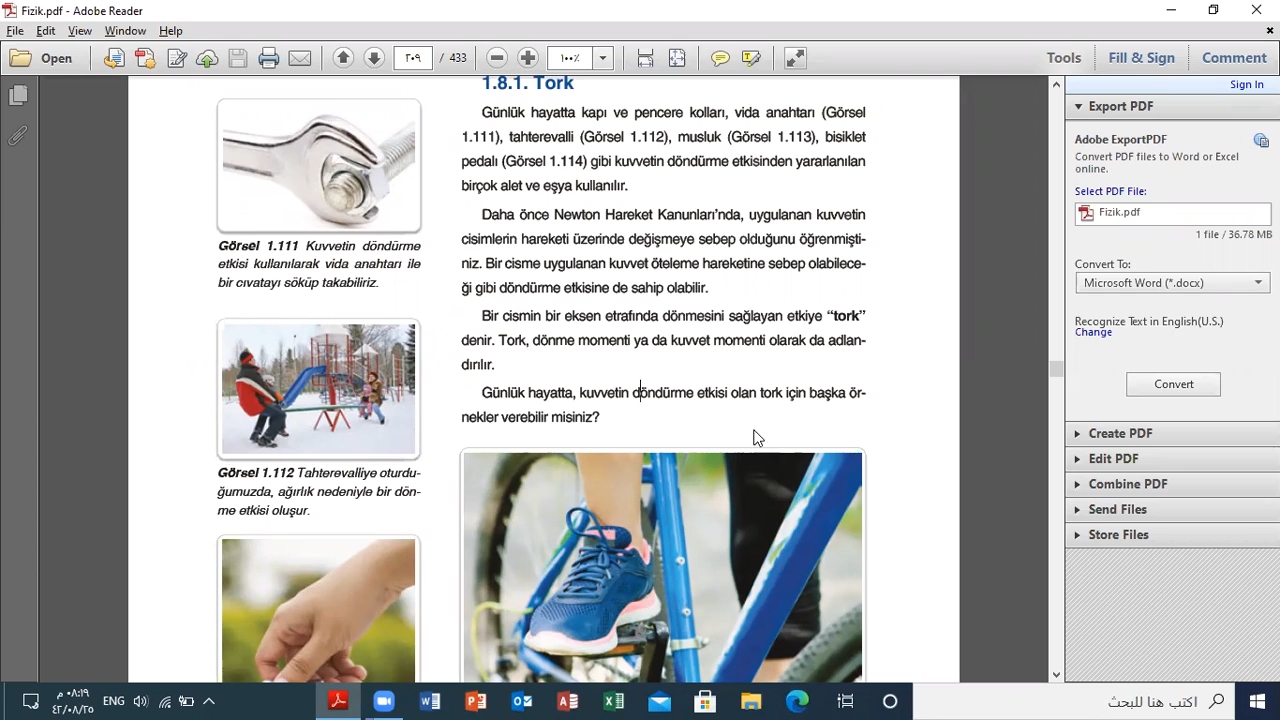 Fizik.pdf - Adobe Reader
File Edit View Window Help
Open ٣٠٩ / 433 ١٠٠٪ Tools Fill & Sign Comment
Sign In
Export PDF
Adobe ExportPDF
Convert PDF files to Word or Excel
online.
Select PDF File:
Fizik.pdf
1 file / 36.78 MB
Convert To:
Microsoft Word (*.docx)
Recognize Text in English(U.S.)
Change
Convert
Create PDF
Edit PDF
Combine PDF
Send Files
Store Files
1.8.1. Tork
Günlük hayatta kapı ve pencere kolları, vida anahtarı (Görsel
1.111), tahterevalli (Görsel 1.112), musluk (Görsel 1.113), bisiklet
pedalı (Görsel 1.114) gibi kuvvetin döndürme etkisinden yararlanılan
birçok alet ve eşya kullanılır.
Daha önce Newton Hareket Kanunları’nda, uygulanan kuvvetin
cisimlerin hareketi üzerinde değişmeye sebep olduğunu öğrenmişti-
niz. Bir cisme uygulanan kuvvet öteleme hareketine sebep olabilece-
ği gibi döndürme etkisine de sahip olabilir.
Bir cismin bir eksen etrafında dönmesini sağlayan etkiye “tork”
denir. Tork, dönme momenti ya da kuvvet momenti olarak da adlan-
dırılır.
Günlük hayatta, kuvvetin döndürme etkisi olan tork için başka ör-
nekler verebilir misiniz?
Görsel 1.111 Kuvvetin döndürme
etkisi kullanılarak vida anahtarı ile
bir cıvatayı söküp takabiliriz.
Görsel 1.112 Tahterevalliye oturdu-
ğumuzda, ağırlık nedeniyle bir dön-
me etkisi oluşur.
٠٨:١٩ م
٤٢/٠٨/٢٥
ENG
اكتب هنا للبحث